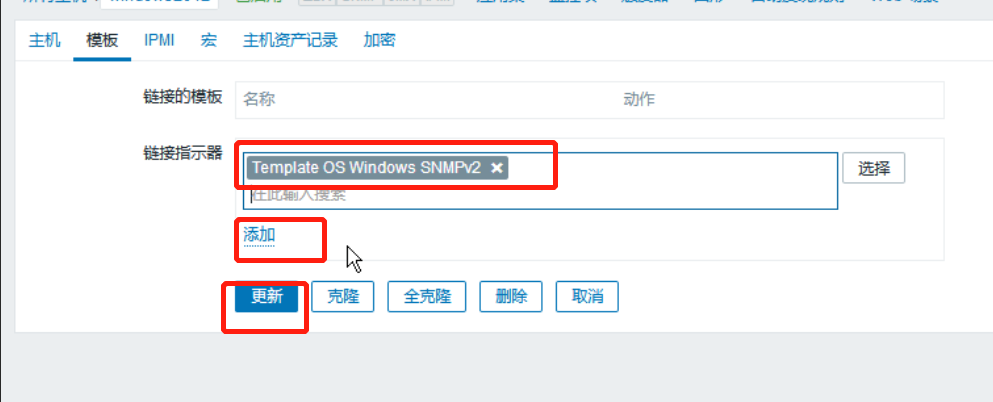 主机 模板 IPMI 宏 主机资产记录 加密
链接的模板 名称 动作
链接指示器 Template OS Windows SNMPv2 × 选择
在此输入搜索
添加
更新 克隆 全克隆 删除 取消